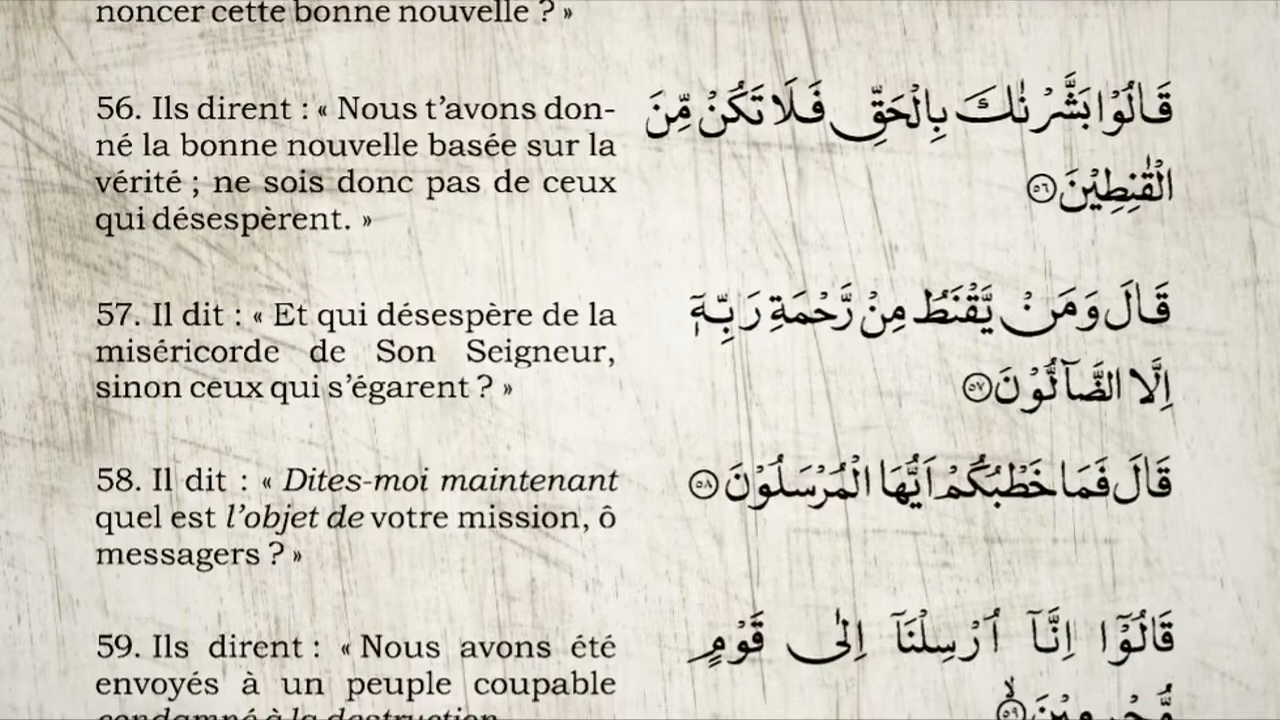 noncer cette bonne nouvelle ? »
56. Ils dirent : « Nous t’avons don-
né la bonne nouvelle basée sur la
vérité ; ne sois donc pas de ceux
qui désespèrent. »
قَالُوْا بَشَّرْنٰكَ بِالْحَقِّ فَلَا تَكُنْ مِّنَ
الْقٰنِطِيْنَ ٥٦
57. Il dit : « Et qui désespère de la
miséricorde de Son Seigneur,
sinon ceux qui s’égarent ? »
قَالَ وَمَنْ يَّقْنَطُ مِنْ رَّحْمَةِ رَبِّهٖۤ
اِلَّا الضَّآلُّوْنَ ٥٧
58. Il dit : « Dites-moi maintenant
quel est l’objet de votre mission, ô
messagers ? »
قَالَ فَمَا خَطْبُكُمْ اَيُّهَا الْمُرْسَلُوْنَ ٥٨
59. Ils dirent : « Nous avons été
envoyés à un peuple coupable
condamné à la destruction.
قَالُوْۤا اِنَّاۤ اُرْسِلْنَاۤ اِلٰى قَوْمٍ
مُّجْرِمِيْنَ ٥٩